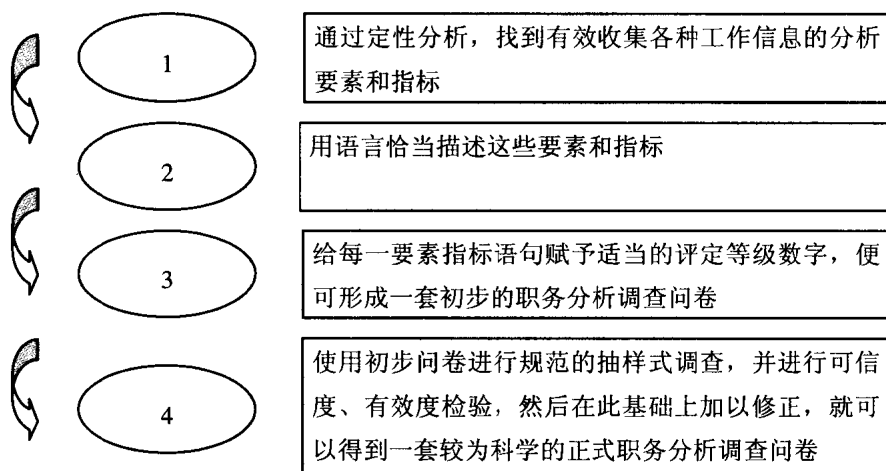 1
通过定性分析，找到有效收集各种工作信息的分析
要素和指标
2
用语言恰当描述这些要素和指标
3
给每一要素指标语句赋予适当的评定等级数字，便
可形成一套初步的职务分析调查问卷
4
使用初步问卷进行规范的抽样式调查，并进行可信
度、有效度检验，然后在此基础上加以修正，就可
以得到一套较为科学的正式职务分析调查问卷